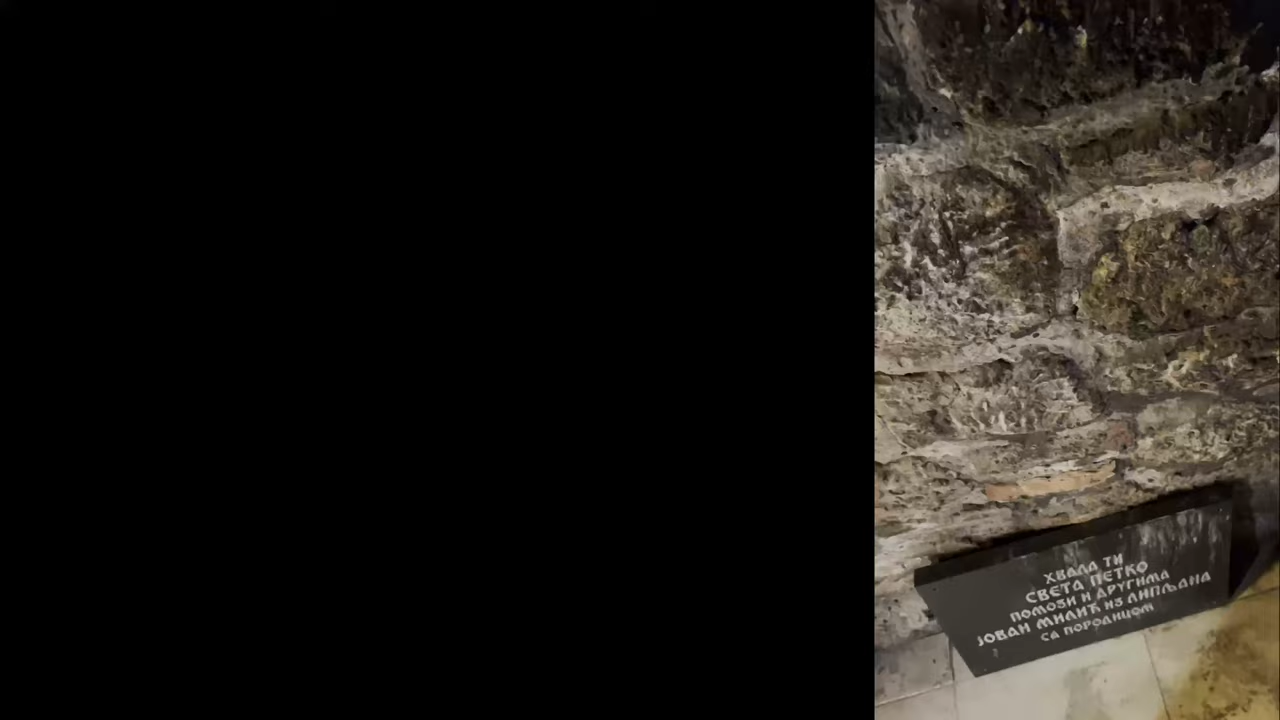 ХВАЛА ТИ
СВЕТА ПЕТКО
ПОМОЗИ И ДРУГИМА
ЈОВАН МИЛИЋ ИЗ ЛИПЉАНА
СА ПОРОДИЦОМ